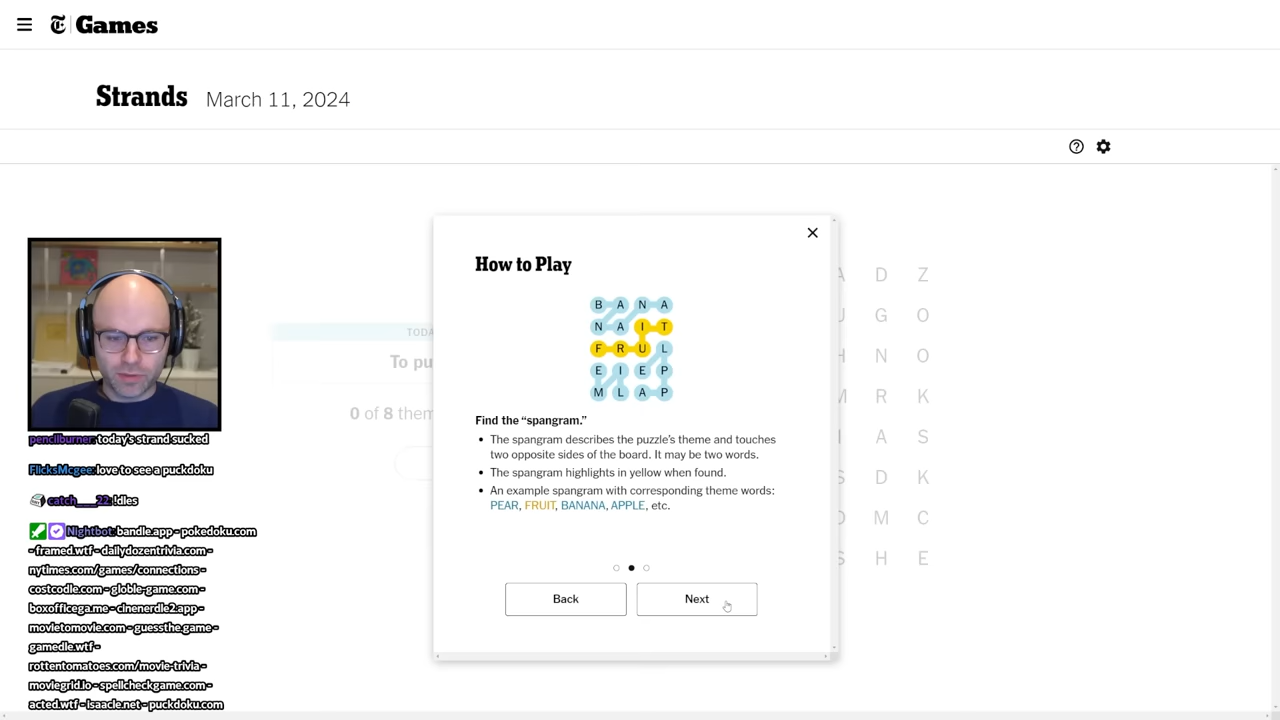 Games
Strands March 11, 2024
TODA
To pu
0 of 8 them
How to Play
B A N A
N A I T
F R U L
E I E P
M L A P
Find the “spangram.”
• The spangram describes the puzzle’s theme and touches
two opposite sides of the board. It may be two words.
• The spangram highlights in yellow when found.
• An example spangram with corresponding theme words:
PEAR, FRUIT, BANANA, APPLE, etc.
Back
Next
A D Z
U G O
H N O
M R K
I A S
S D K
O M C
S H E
pencilburner: today's strand sucked
FlicksMcgee: love to see a puckdoku
catch___22: !dles
Nightbot: bandle.app - pokedoku.com
- framed.wtf - dailydozentrivia.com -
nytimes.com/games/connections -
costcodle.com - globle-game.com -
boxofficega.me - cinenerdle2.app -
movietomovie.com - guessthe.game -
gamedle.wtf -
rottentomatoes.com/movie-trivia -
moviegrid.io - spellcheckgame.com -
acted.wtf - isaacle.net - puckdoku.com